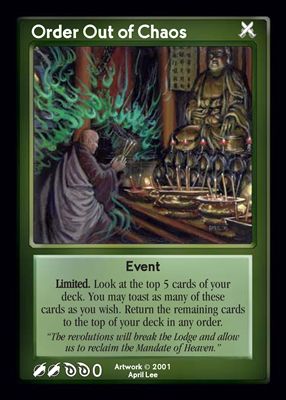 Order Out of Chaos
Event
Limited. Look at the top 5 cards of your
deck. You may toast as many of these
cards as you wish. Return the remaining
cards to the top of your deck in any order.
"The revolutions will break the Lodge and allow
us to reclaim the Mandate of Heaven."
Artwork © 2001
April Lee
0